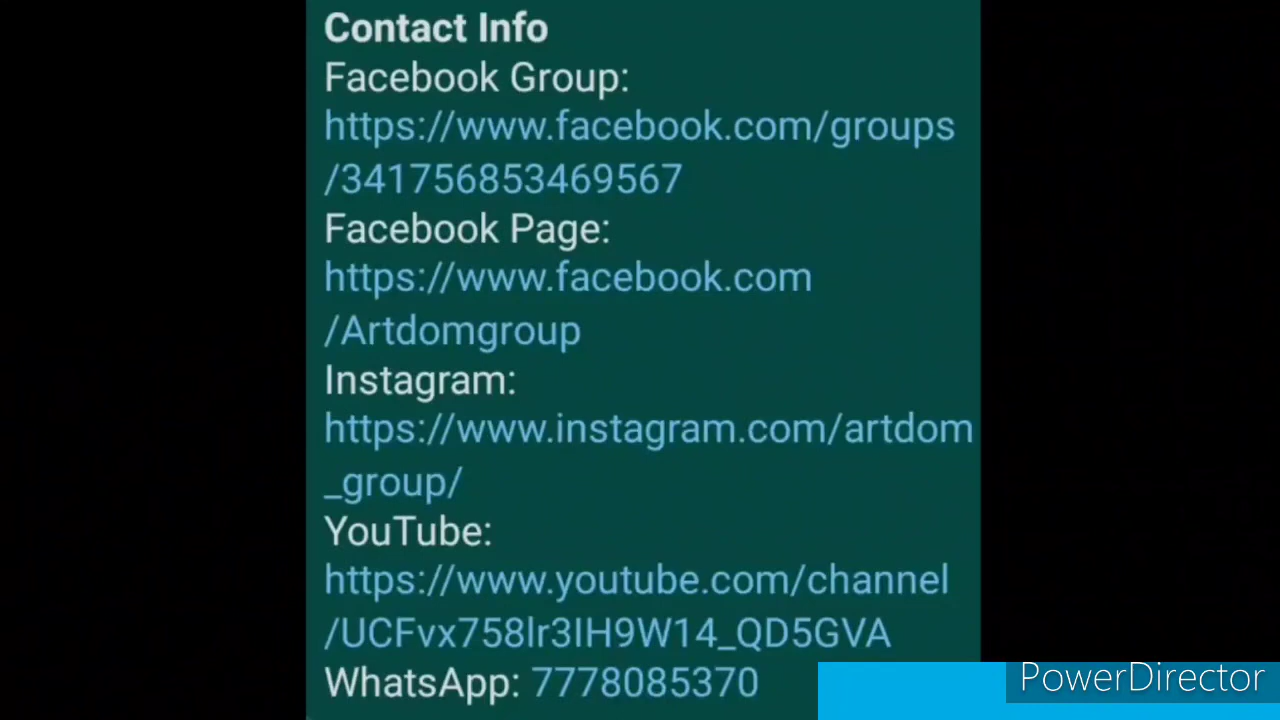 Contact Info
Facebook Group:
https://www.facebook.com/groups
/341756853469567
Facebook Page:
https://www.facebook.com
/Artdomgroup
Instagram:
https://www.instagram.com/artdom
_group/
YouTube:
https://www.youtube.com/channel
/UCFvx758lr3IH9W14_QD5GVA
WhatsApp: 7778085370
PowerDirector